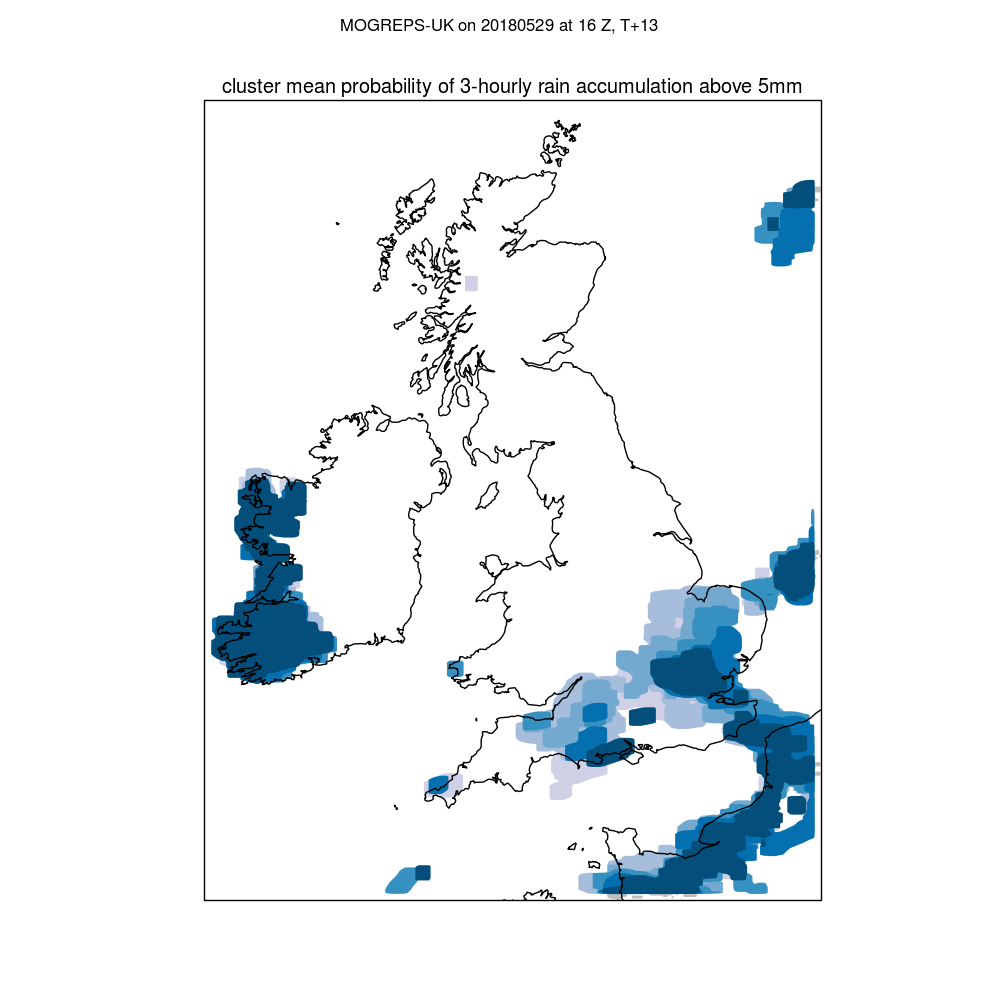 MOGREPS-UK on 20180529 at 16 Z, T+13
cluster mean probability of 3-hourly rain accumulation above 5mm